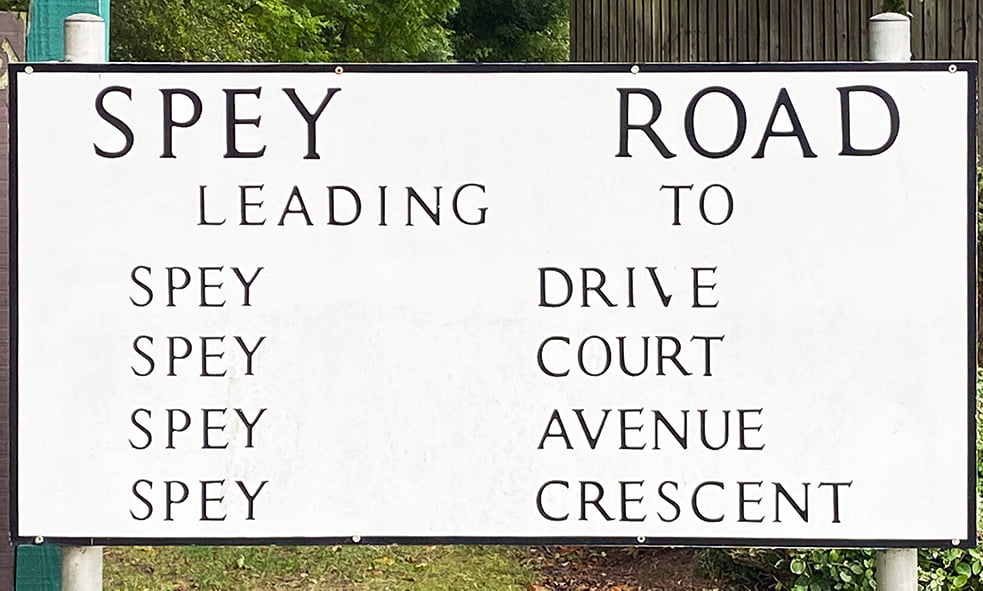 SPEY ROAD
LEADING TO
SPEY DRIVE
SPEY COURT
SPEY AVENUE
SPEY CRESCENT